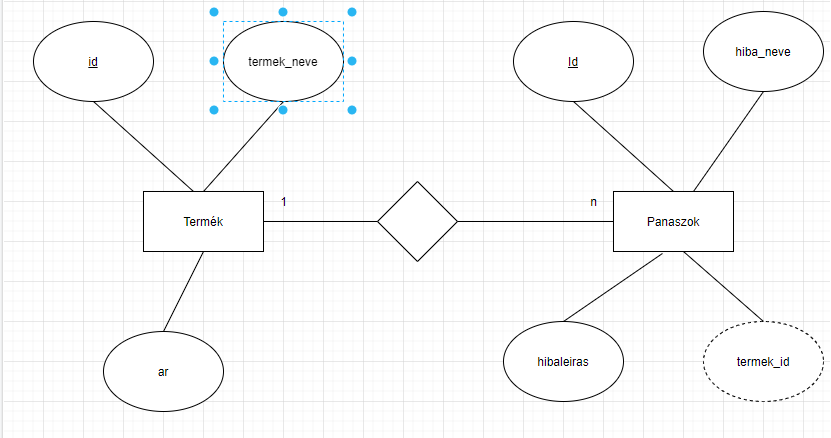 id
termek_neve
Id
hiba_neve
Termék
1
n
Panaszok
ar
hibaleiras
termek_id